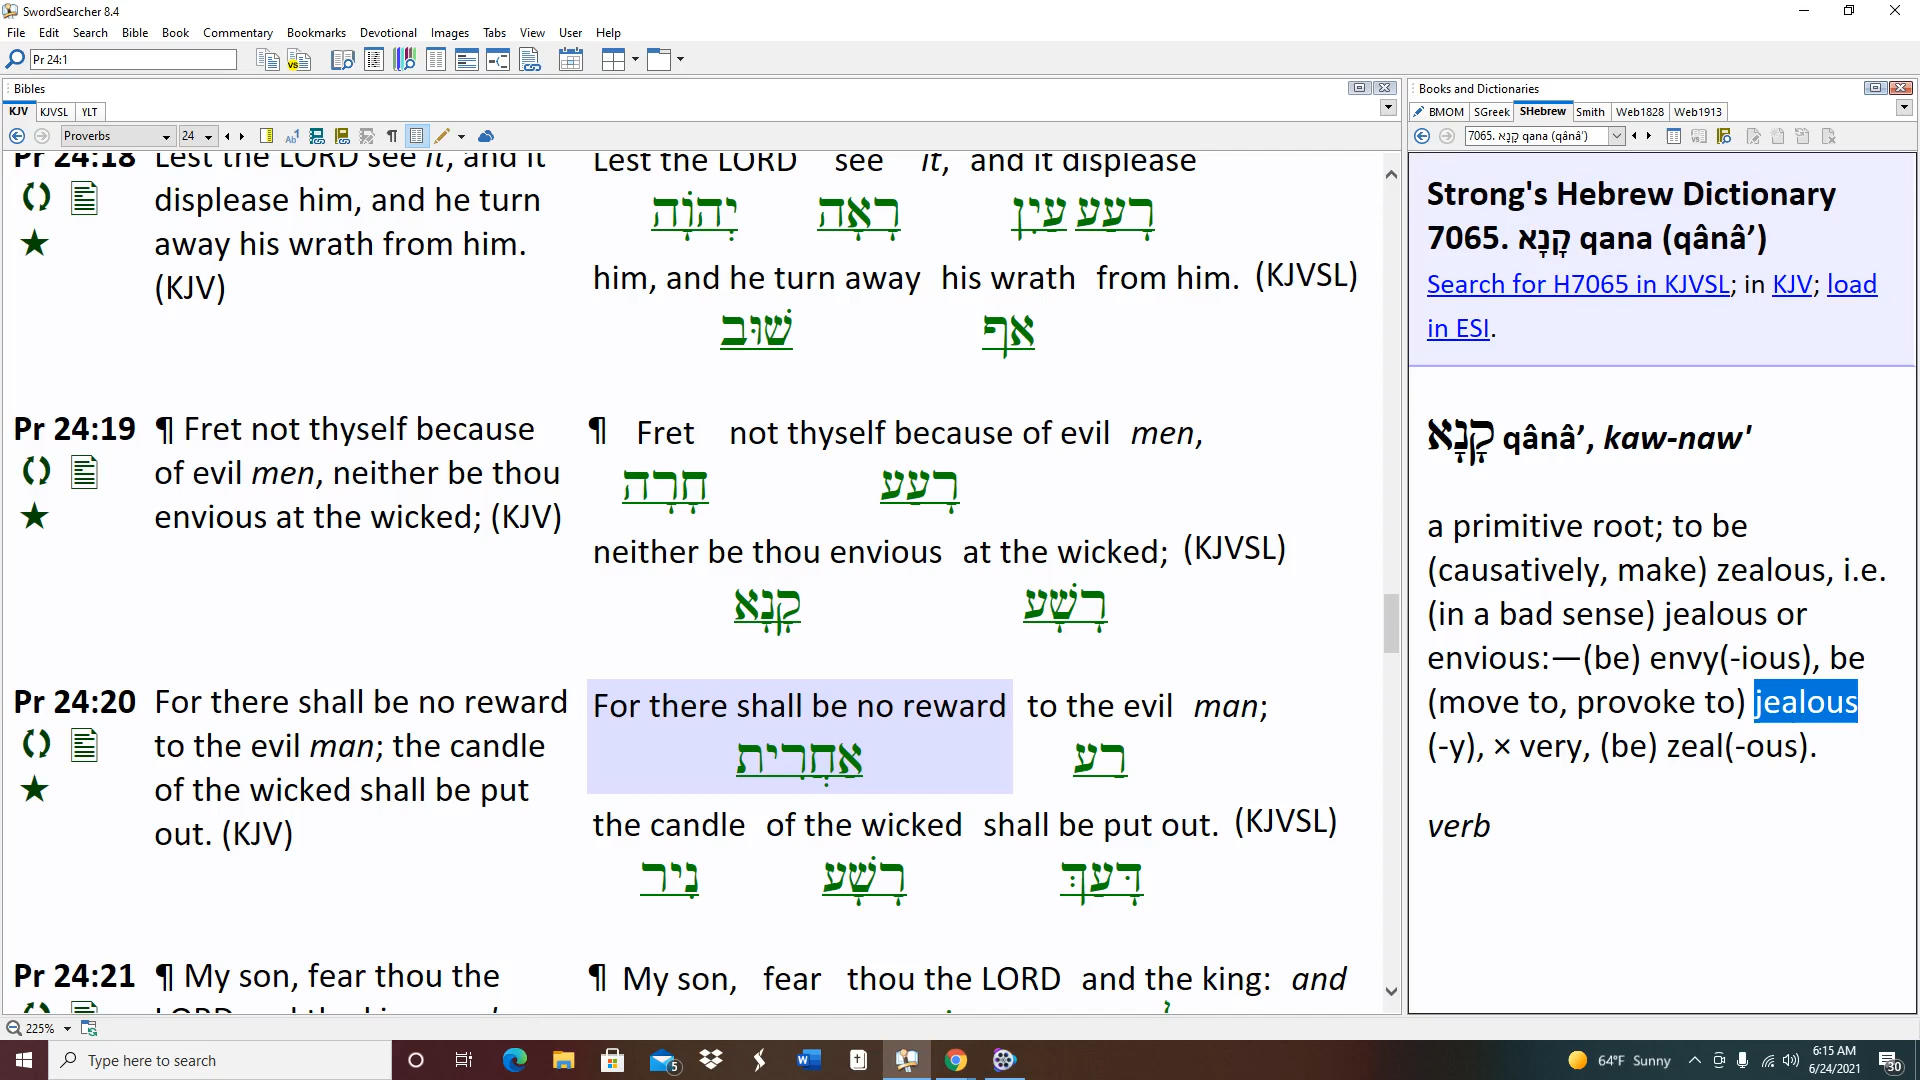 SwordSearcher 8.4
File Edit Search Bible Book Commentary Bookmarks Devotional Images Tabs View User Help
Pr 24:1
Bibles
KJV KJVSL YLT
Proverbs 24
Pr 24:18 Lest the LORD see it, and it
displease him, and he turn
away his wrath from him.
(KJV)
Lest the LORD see it, and it displease
יְהוָֹה רָאָה עַיִן רָעַע
him, and he turn away his wrath from him. (KJVSL)
שׁוּב אַף
Pr 24:19 ¶ Fret not thyself because
of evil men, neither be thou
envious at the wicked; (KJV)
¶ Fret not thyself because of evil men,
חָרָה רָעַע
neither be thou envious at the wicked; (KJVSL)
קָנָא רָשָׁע
Pr 24:20 For there shall be no reward
to the evil man; the candle
of the wicked shall be put
out. (KJV)
For there shall be no reward to the evil man;
אַחֲרִית רַע
the candle of the wicked shall be put out. (KJVSL)
נִיר רָשָׁע דָּעַךְ
Pr 24:21 ¶ My son, fear thou the
¶ My son, fear thou the LORD and the king: and
225%
Books and Dictionaries
BMOM SGreek SHebrew Smith Web1828 Web1913
7065. קָנָא qana (qânâ’)
Strong's Hebrew Dictionary
7065. קָנָא qana (qânâ’)
Search for H7065 in KJVSL; in KJV; load
in ESI.
קָנָא qânâ’, kaw-naw'
a primitive root; to be
(causatively, make) zealous, i.e.
(in a bad sense) jealous or
envious:—(be) envy(-ious), be
(move to, provoke to) jealous
(-y), × very, (be) zeal(-ous).
verb
Type here to search
5
64°F Sunny
6:15 AM
6/24/2021
30